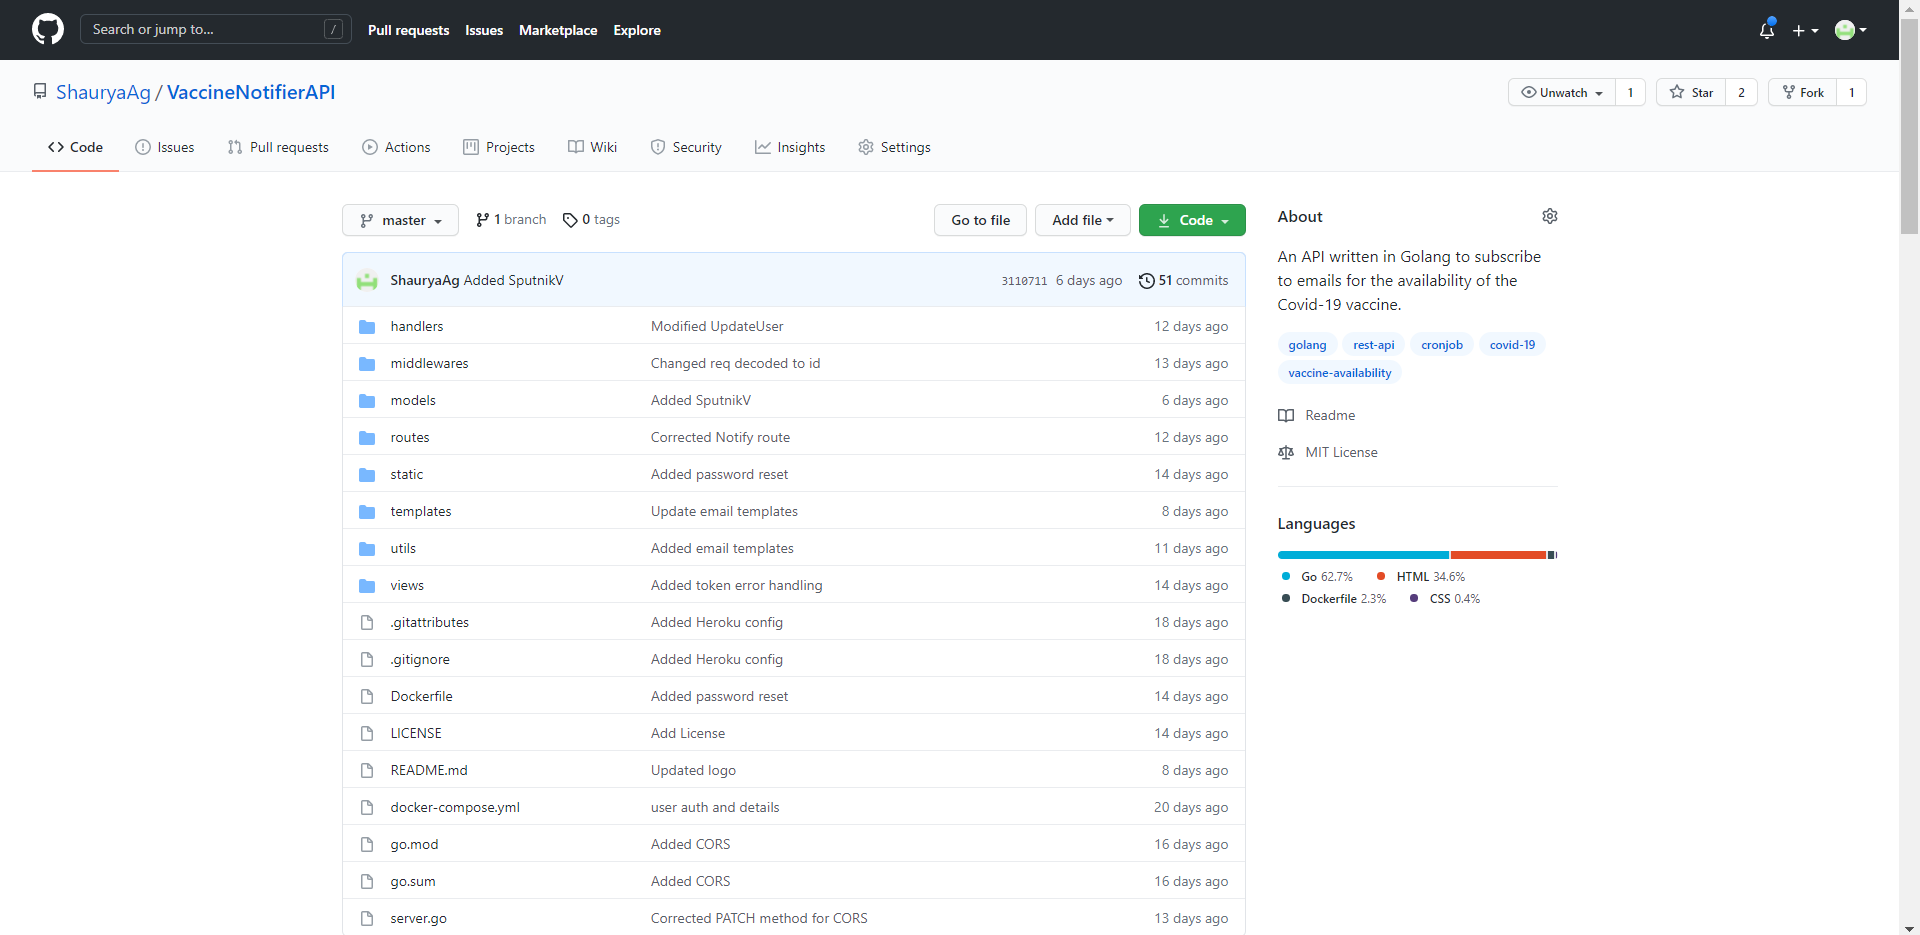 Search or jump to... /
Pull requests Issues Marketplace Explore
ShauryaAg / VaccineNotifierAPI
Unwatch 1 Star 2 Fork 1
Code Issues Pull requests Actions Projects Wiki Security Insights Settings
master 1 branch 0 tags Go to file Add file Code
ShauryaAg Added SputnikV 3110711 6 days ago 51 commits
handlers Modified UpdateUser 12 days ago
middlewares Changed req decoded to id 13 days ago
models Added SputnikV 6 days ago
routes Corrected Notify route 12 days ago
static Added password reset 14 days ago
templates Update email templates 8 days ago
utils Added email templates 11 days ago
views Added token error handling 14 days ago
.gitattributes Added Heroku config 18 days ago
.gitignore Added Heroku config 18 days ago
Dockerfile Added password reset 14 days ago
LICENSE Add License 14 days ago
README.md Updated logo 8 days ago
docker-compose.yml user auth and details 20 days ago
go.mod Added CORS 16 days ago
go.sum Added CORS 16 days ago
server.go Corrected PATCH method for CORS 13 days ago
About
An API written in Golang to subscribe
to emails for the availability of the
Covid-19 vaccine.
golang rest-api cronjob covid-19
vaccine-availability
Readme
MIT License
Languages
Go 62.7% HTML 34.6%
Dockerfile 2.3% CSS 0.4%